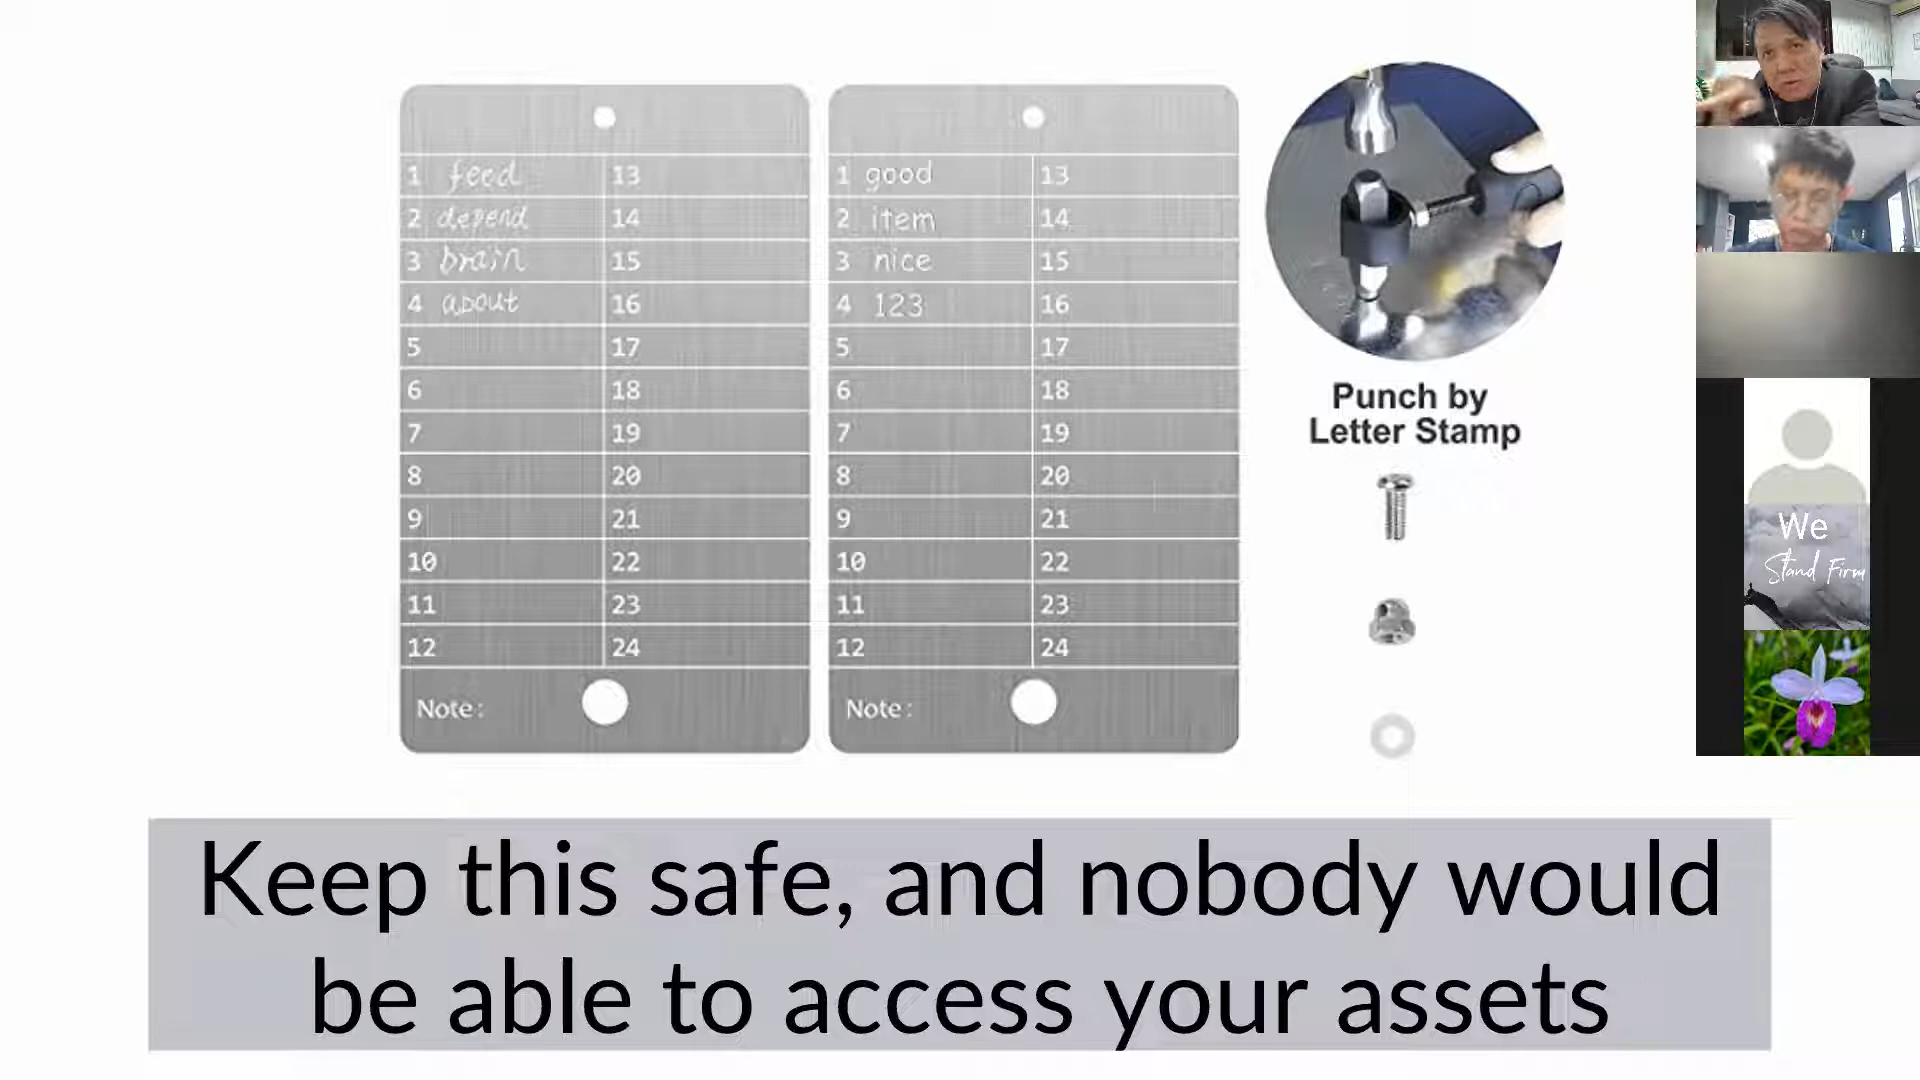 1 feed 13
2 depend 14
3 brain 15
4 about 16
5 17
6 18
7 19
8 20
9 21
10 22
11 23
12 24
Note:
1 good 13
2 item 14
3 nice 15
4 123 16
5 17
6 18
7 19
8 20
9 21
10 22
11 23
12 24
Note:
Punch by
Letter Stamp
We
Stand Firm
Keep this safe, and nobody would
be able to access your assets